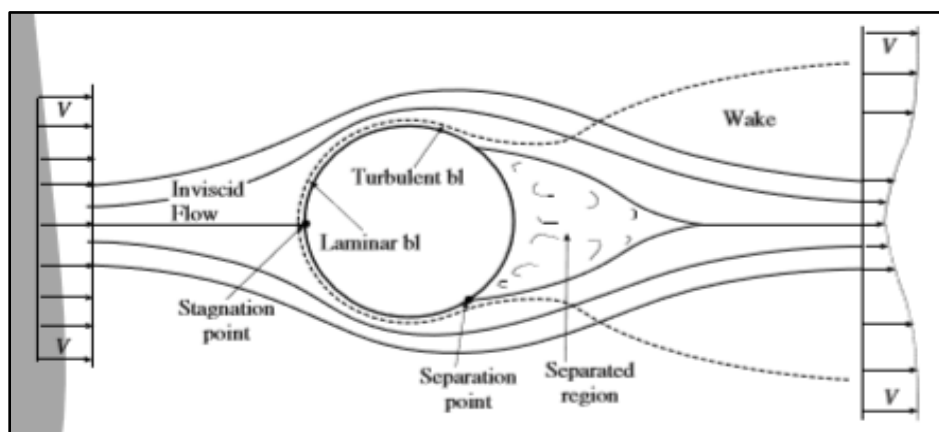 V
V
Wake
Turbulent bl
Inviscid
Flow
Laminar bl
Stagnation
point
V
Separation
point
Separated
region
V